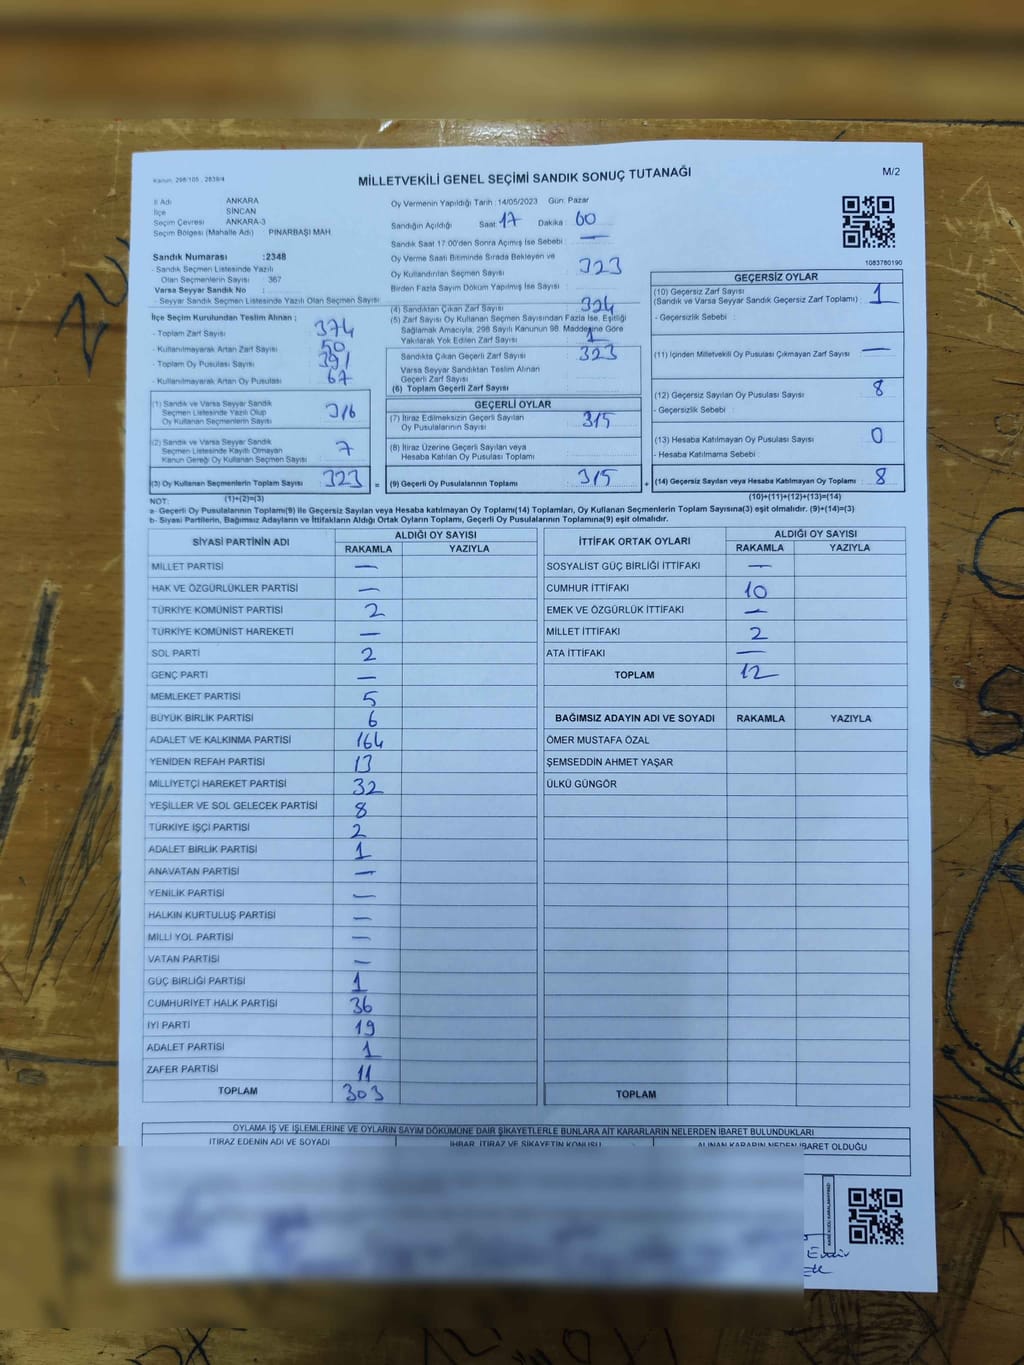 Kanun: 298/105 , 2839/4
MİLLETVEKİLİ GENEL SEÇİMİ SANDIK SONUÇ TUTANAĞI
M/2
İl Adı ANKARA
İlçe SİNCAN
Seçim Çevresi ANKARA-3
Seçim Bölgesi (Mahalle Adı) : PINARBAŞI MAH.
Sandık Numarası :2348
- Sandık Seçmen Listesinde Yazılı
Olan Seçmenlerin Sayısı : 367
Varsa Seyyar Sandık No :
- Seyyar Sandık Seçmen Listesinde Yazılı Olan Seçmen Sayısı :
Oy Vermenin Yapıldığı Tarih :14/05/2023 Gün: Pazar
Sandığın Açıldığı Saat: 17 Dakika : 00
Sandık Saat 17:00'den Sonra Açımış İse Sebebi : —
Oy Verme Saati Bitiminde Sırada Bekleyen ve
Oy Kullandırılan Seçmen Sayısı : 323
Birden Fazla Sayım Döküm Yapılmış İse Sayısı :
1083780190
İlçe Seçim Kurulundan Teslim Alınan ;
- Toplam Zarf Sayısı : 374
- Kullanılmayarak Artan Zarf Sayısı : 50
- Toplam Oy Pusulası Sayısı : 391
- Kullanılmayarak Artan Oy Pusulası : 67
(1) Sandık ve Varsa Seyyar Sandık
Seçmen Listesinde Yazılı Olup
Oy Kullanan Seçmenlerin Sayısı : 316
(2) Sandık ve Varsa Seyyar Sandık
Seçmen Listesinde Kayıtlı Olmayan
Kanun Gereği Oy Kullanan Seçmen Sayısı : 7
(3) Oy Kullanan Seçmenlerin Toplam Sayısı : 323 =
(4) Sandıktan Çıkan Zarf Sayısı : 324
(5) Zarf Sayısı Oy Kullanan Seçmen Sayısından Fazla İse, Eşitliği
Sağlamak Amacıyla, 298 Sayılı Kanunun 98. Maddesine Göre
Yakılarak Yok Edilen Zarf Sayısı : 1
Sandıkta Çıkan Geçerli Zarf Sayısı : 323
Varsa Seyyar Sandıktan Teslim Alınan
Geçerli Zarf Sayısı :
(6) Toplam Geçerli Zarf Sayısı :
GEÇERLİ OYLAR
(7) İtiraz Edilmeksizin Geçerli Sayılan
Oy Pusulalarının Sayısı : 315
(8) İtiraz Üzerine Geçerli Sayılan veya
Hesaba Katılan Oy Pusulası Toplamı :
(9) Geçerli Oy Pusulalarının Toplamı : 315 +
GEÇERSİZ OYLAR
(10) Geçersiz Zarf Sayısı
(Sandık ve Varsa Seyyar Sandık Geçersiz Zarf Toplamı) : 1
- Geçersizlik Sebebi :
(11) İçinden Milletvekili Oy Pusulası Çıkmayan Zarf Sayısı : —
(12) Geçersiz Sayılan Oy Pusulası Sayısı : 8
- Geçersizlik Sebebi :
(13) Hesaba Katılmayan Oy Pusulası Sayısı : 0
- Hesaba Katılmama Sebebi :
(14) Geçersiz Sayılan veya Hesaba Katılmayan Oy Toplamı : 8
NOT: (1)+(2)=(3) (10)+(11)+(12)+(13)=(14)
a- Geçerli Oy Pusulalarının Toplamı(9) ile Geçersiz Sayılan veya Hesaba katılmayan Oy Toplamı(14) Toplamları, Oy Kullanan Seçmenlerin Toplam Sayısına(3) eşit olmalıdır. (9)+(14)=(3)
b- Siyasi Partilerin, Bağımsız Adayların ve İttifakların Aldığı Ortak Oyların Toplamı, Geçerli Oy Pusulalarının Toplamına(9) eşit olmalıdır.
SİYASİ PARTİNİN ADI ALDIĞI OY SAYISI
RAKAMLA YAZIYLA
MİLLET PARTİSİ —
HAK VE ÖZGÜRLÜKLER PARTİSİ —
TÜRKİYE KOMÜNİST PARTİSİ 2
TÜRKİYE KOMÜNİST HAREKETİ —
SOL PARTİ 2
GENÇ PARTİ —
MEMLEKET PARTİSİ 5
BÜYÜK BİRLİK PARTİSİ 6
ADALET VE KALKINMA PARTİSİ 164
YENİDEN REFAH PARTİSİ 13
MİLLİYETÇİ HAREKET PARTİSİ 32
YEŞİLLER VE SOL GELECEK PARTİSİ 8
TÜRKİYE İŞÇİ PARTİSİ 2
ADALET BİRLİK PARTİSİ 1
ANAVATAN PARTİSİ —
YENİLİK PARTİSİ —
HALKIN KURTULUŞ PARTİSİ —
MİLLİ YOL PARTİSİ —
VATAN PARTİSİ —
GÜÇ BİRLİĞİ PARTİSİ 1
CUMHURİYET HALK PARTİSİ 36
İYİ PARTİ 19
ADALET PARTİSİ 1
ZAFER PARTİSİ 11
TOPLAM 303
İTTİFAK ORTAK OYLARI ALDIĞI OY SAYISI
RAKAMLA YAZIYLA
SOSYALİST GÜÇ BİRLİĞİ İTTİFAKI —
CUMHUR İTTİFAKI 10
EMEK VE ÖZGÜRLÜK İTTİFAKI —
MİLLET İTTİFAKI 2
ATA İTTİFAKI —
TOPLAM 12
BAĞIMSIZ ADAYIN ADI VE SOYADI RAKAMLA YAZIYLA
ÖMER MUSTAFA ÖZAL
ŞEMSEDDİN AHMET YAŞAR
ÜLKÜ GÜNGÖR
TOPLAM
OYLAMA İŞ VE İŞLEMLERİNE VE OYLARIN SAYIM DÖKÜMÜNE DAİR ŞİKAYETLERLE BUNLARA AİT KARARLARIN NELERDEN İBARET BULUNDUKLARI
İTİRAZ EDENİN ADI VE SOYADI İHBAR, İTİRAZ VE ŞİKAYETİN KONUSU ALINAN KARARIN NEDEN İBARET OLDUĞU